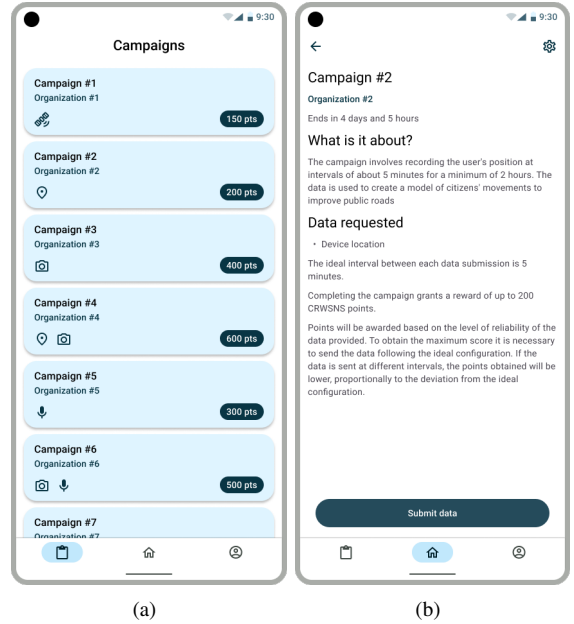 9:30
Campaigns
Campaign #1
Organization #1
150 pts
Campaign #2
Organization #2
200 pts
Campaign #3
Organization #3
400 pts
Campaign #4
Organization #4
600 pts
Campaign #5
Organization #5
300 pts
Campaign #6
Organization #6
500 pts
Campaign #7
Organization #7
(a)
9:30
Campaign #2
Organization #2
Ends in 4 days and 5 hours
What is it about?
The campaign involves recording the user's position at
intervals of about 5 minutes for a minimum of 2 hours. The
data is used to create a model of citizens' movements to
improve public roads
Data requested
• Device location
The ideal interval between each data submission is 5
minutes.
Completing the campaign grants a reward of up to 200
CRWSNS points.
Points will be awarded based on the level of reliability of the
data provided. To obtain the maximum score it is necessary
to send the data following the ideal configuration. If the
data is sent at different intervals, the points obtained will be
lower, proportionally to the deviation from the ideal
configuration.
Submit data
(b)